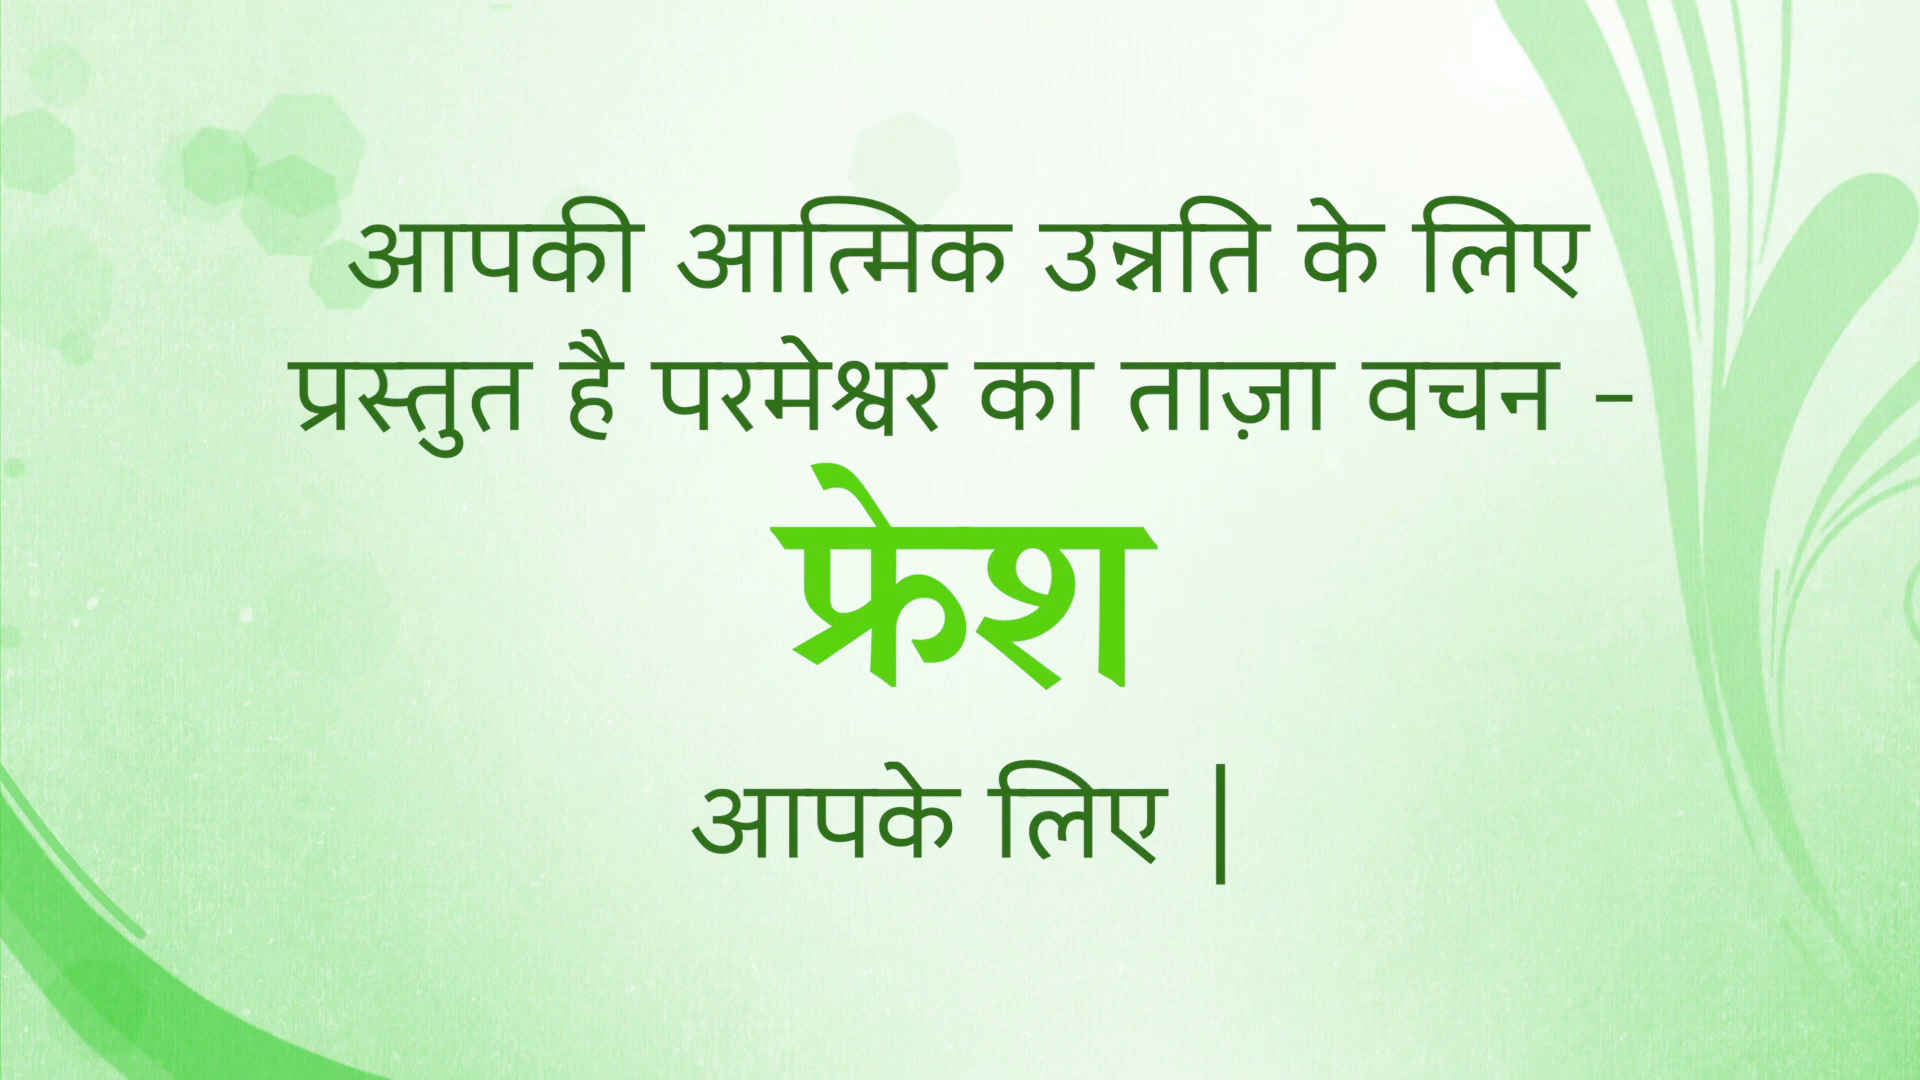 आपकी आत्मिक उन्नति के लिए
प्रस्तुत है परमेश्वर का ताज़ा वचन -
फ्रेश
आपके लिए |